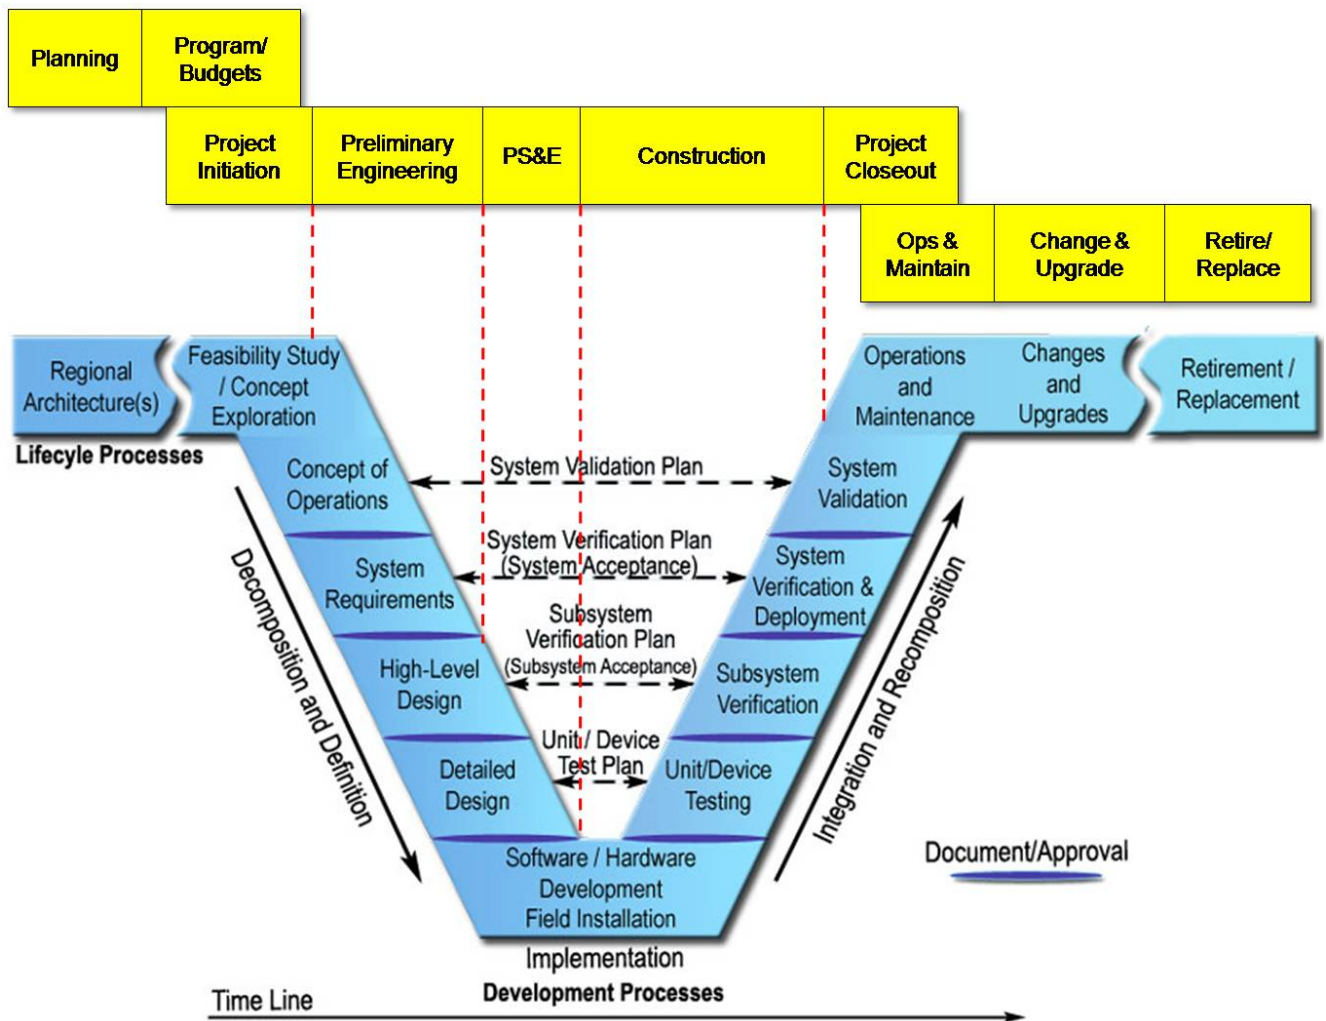 Planning
Program/
Budgets
Project
Initiation
Preliminary
Engineering
PS&E
Construction
Project
Closeout
Ops &
Maintain
Change &
Upgrade
Retire/
Replace
Regional
Architecture(s)
Feasibility Study
/ Concept
Exploration
Operations
and
Maintenance
Changes
and
Upgrades
Retirement /
Replacement
Lifecyle Processes
Concept of
Operations
System Validation Plan
System
Validation
System
Requirements
System Verification Plan
(System Acceptance)
System
Verification &
Deployment
High-Level
Design
Subsystem
Verification Plan
(Subsystem Acceptance)
Subsystem
Verification
Detailed
Design
Unit / Device
Test Plan
Unit/Device
Testing
Decomposition and Definition
Integration and Recomposition
Software / Hardware
Development
Field Installation
Document/Approval
Implementation
Development Processes
Time Line